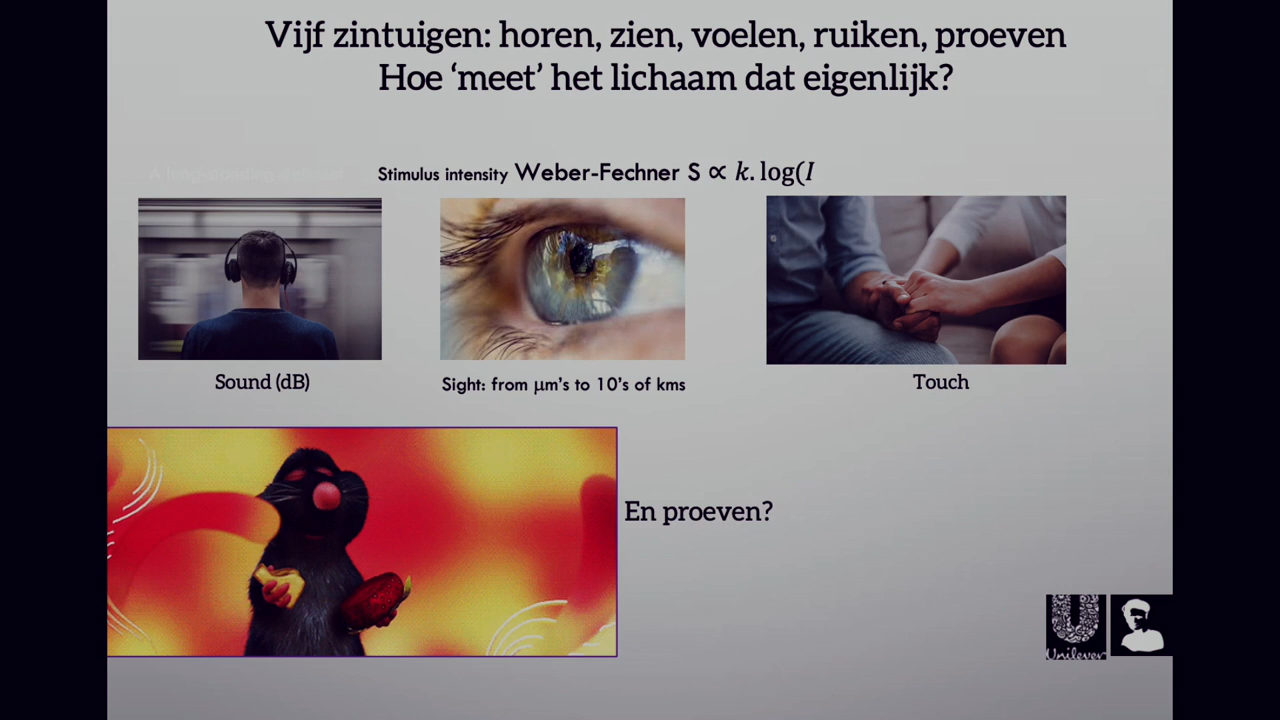 Vijf zintuigen: horen, zien, voelen, ruiken, proeven
Hoe ‘meet’ het lichaam dat eigenlijk?
Stimulus intensity Weber-Fechner S ∝ k. log(I
Sound (dB)
Sight: from μm’s to 10’s of kms
Touch
En proeven?
Unilever